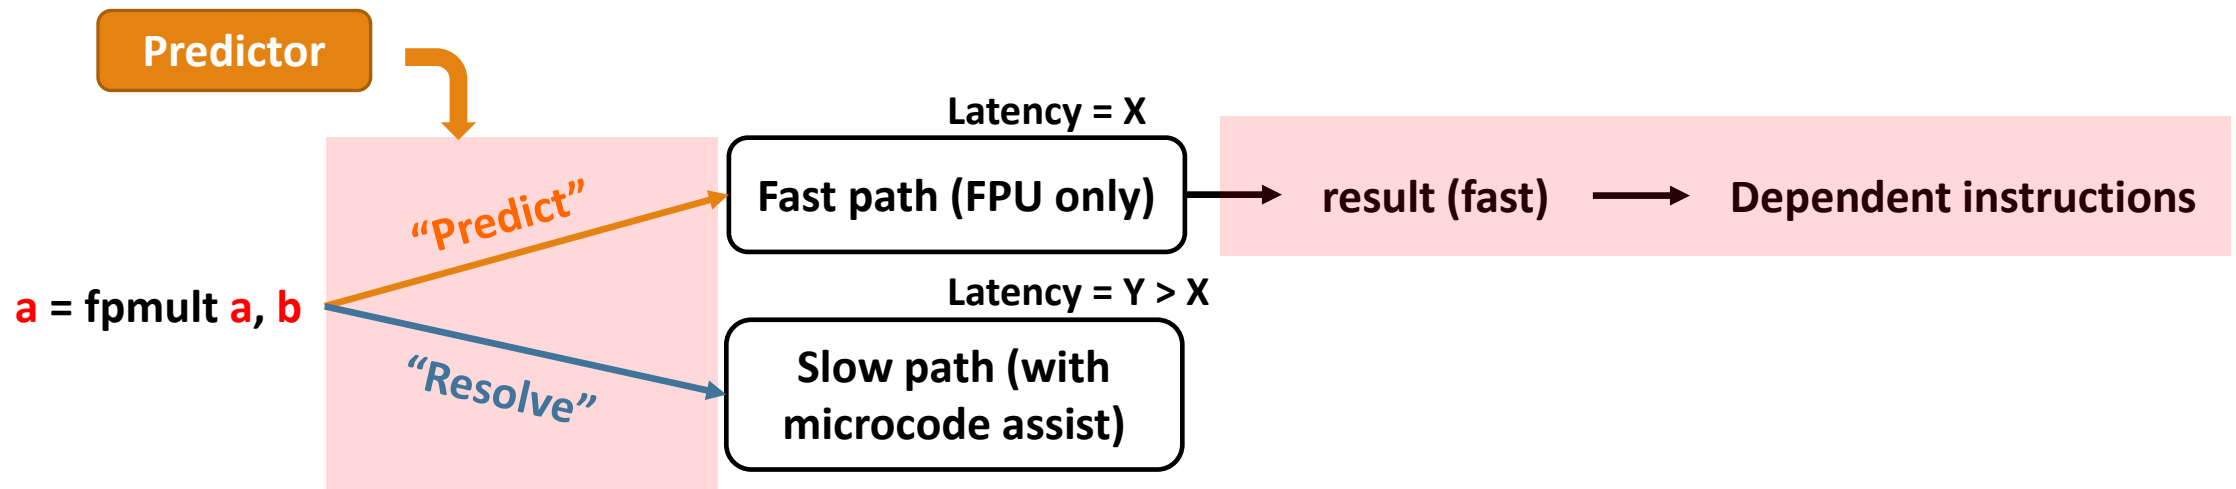 Predictor
Latency = X
“Predict”
Fast path (FPU only)
result (fast)
Dependent instructions
a = fpmult a, b
Latency = Y > X
“Resolve”
Slow path (with
microcode assist)